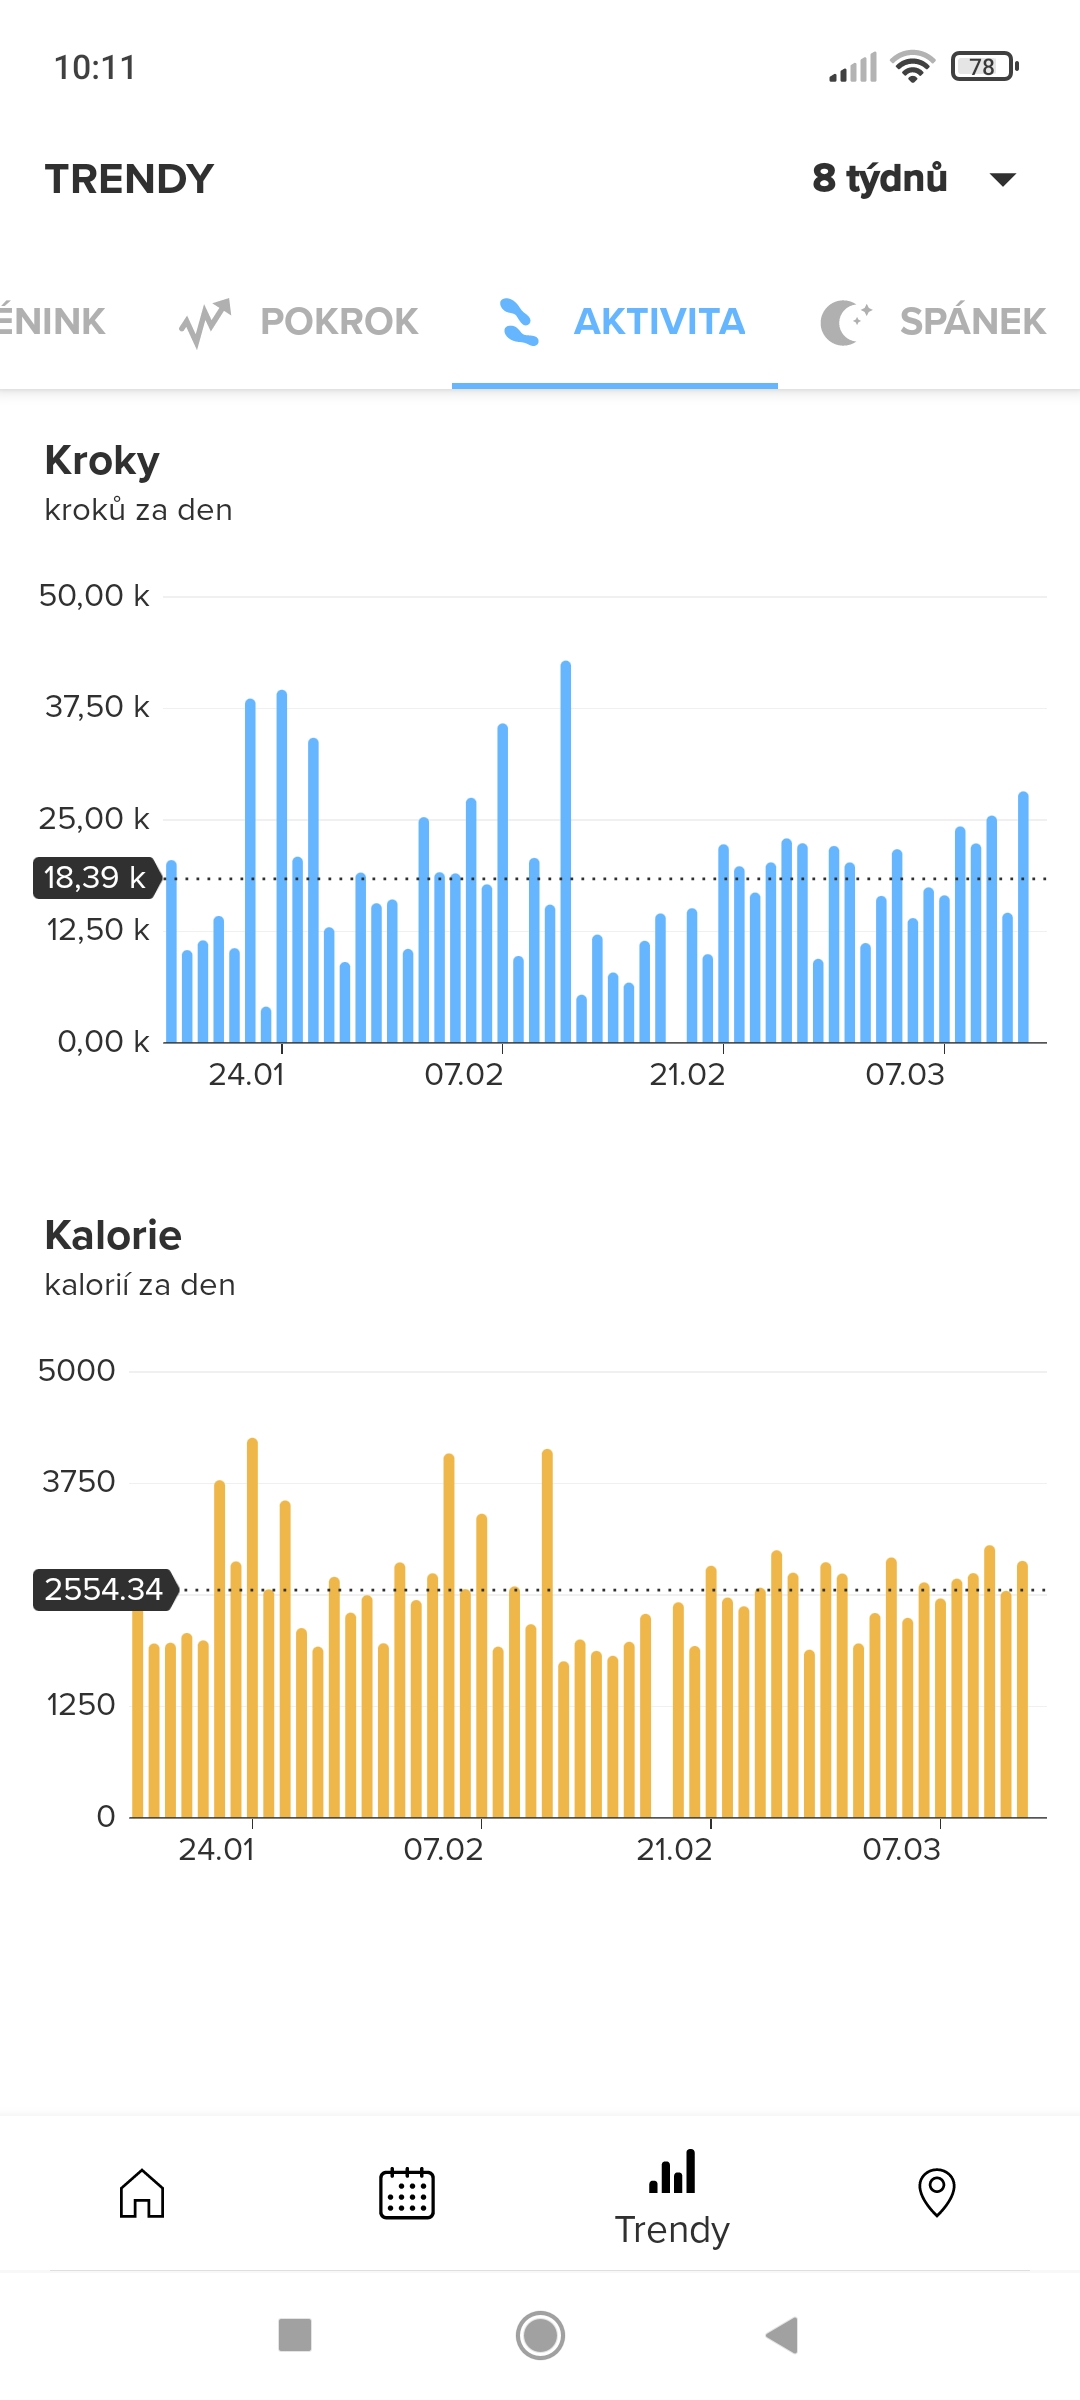 10:11 78
TRENDY 8 týdnů
ÉNINK POKROK AKTIVITA SPÁNEK
Kroky
kroků za den
50,00 k
37,50 k
25,00 k
18,39 k
12,50 k
0,00 k
24.01 07.02 21.02 07.03
Kalorie
kalorií za den
5000
3750
2554.34
1250
0
24.01 07.02 21.02 07.03
Trendy